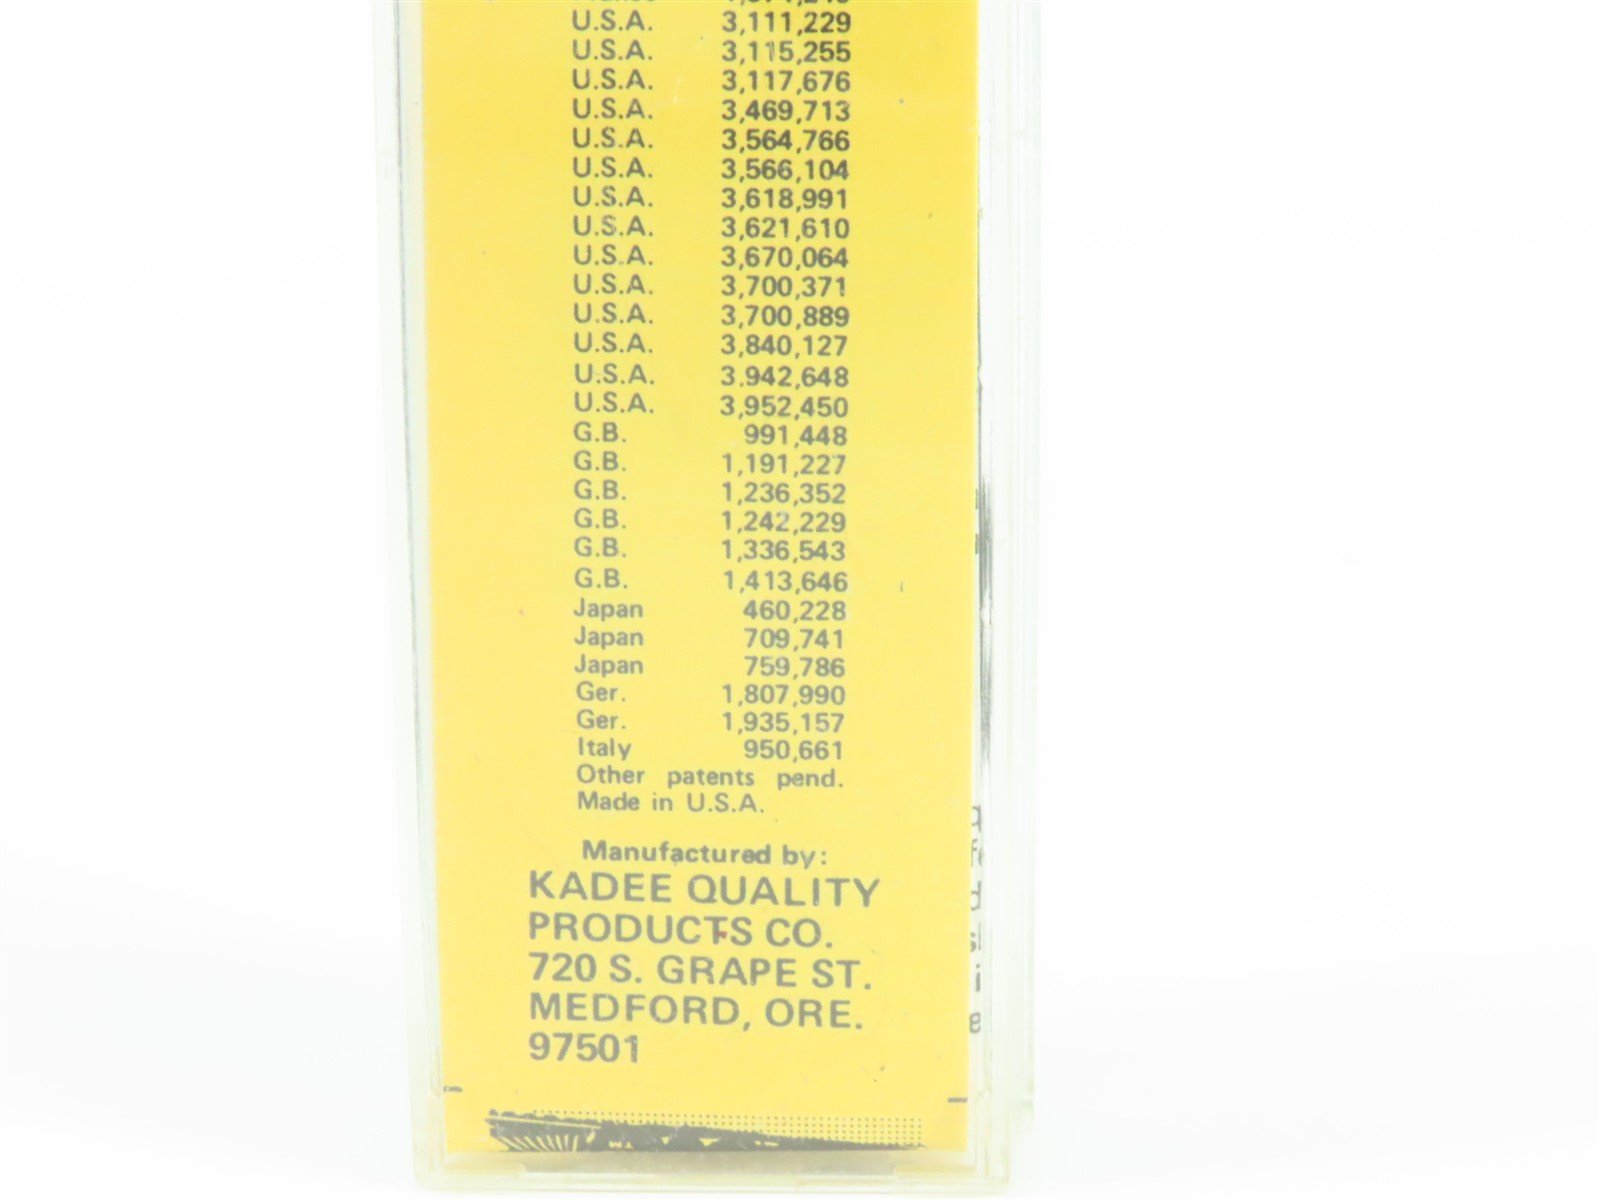 U.S.A. 3,111,229
U.S.A. 3,115,255
U.S.A. 3,117,676
U.S.A. 3,469,713
U.S.A. 3,564,766
U.S.A. 3,566,104
U.S.A. 3,618,991
U.S.A. 3,621,610
U.S.A. 3,670,064
U.S.A. 3,700,371
U.S.A. 3,700,889
U.S.A. 3,840,127
U.S.A. 3.942,648
U.S.A. 3,952,450
G.B. 991,448
G.B. 1,191,227
G.B. 1,236,352
G.B. 1,242,229
G.B. 1,336,543
G.B. 1,413,646
Japan 460,228
Japan 709,741
Japan 759,786
Ger. 1,807,990
Ger. 1,935,157
Italy 950,661
Other patents pend.
Made in U.S.A.
Manufactured by:
KADEE QUALITY
PRODUCTS CO.
720 S. GRAPE ST.
MEDFORD, ORE.
97501